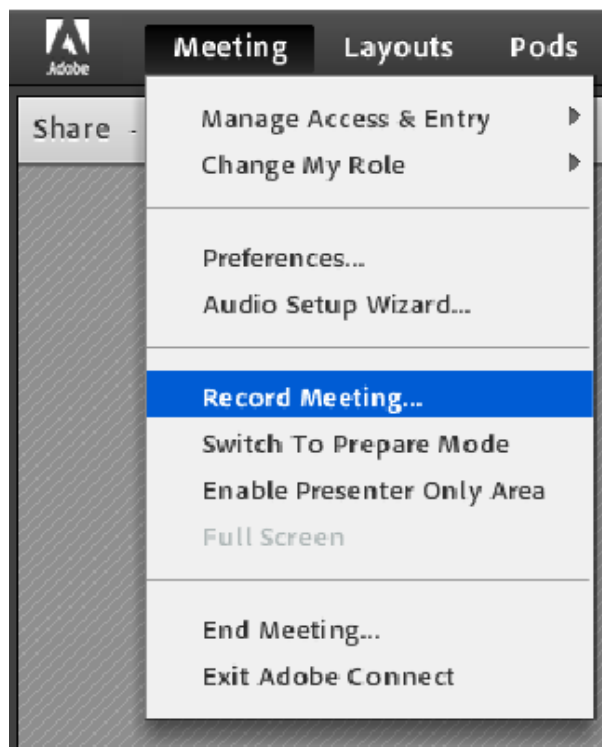 Adobe
Meeting Layouts Pods
Share -
Manage Access & Entry
Change My Role
Preferences...
Audio Setup Wizard...
Record Meeting...
Switch To Prepare Mode
Enable Presenter Only Area
Full Screen
End Meeting...
Exit Adobe Connect